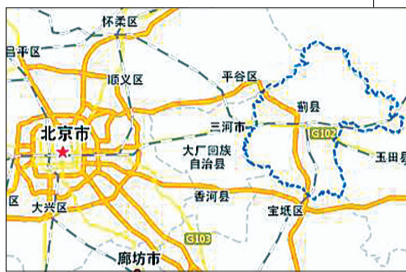 怀柔区
昌平区
顺义区
平谷区
蓟县
北京市
三河市
G102
大厂回族
自治县
玉田县
区
大兴区
香河县
宝坻区
G103
廊坊市